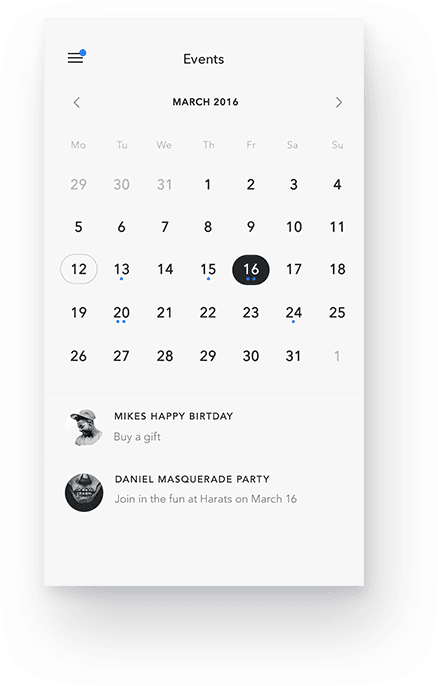 Events
MARCH 2016
Mo Tu We Th Fr Sa Su
29 30 31 1 2 3 4
5 6 7 8 9 10 11
12 13 14 15 16 17 18
19 20 21 22 23 24 25
26 27 28 29 30 31 1
MIKES HAPPY BIRTDAY
Buy a gift
DANIEL MASQUERADE PARTY
Join in the fun at Harats on March 16